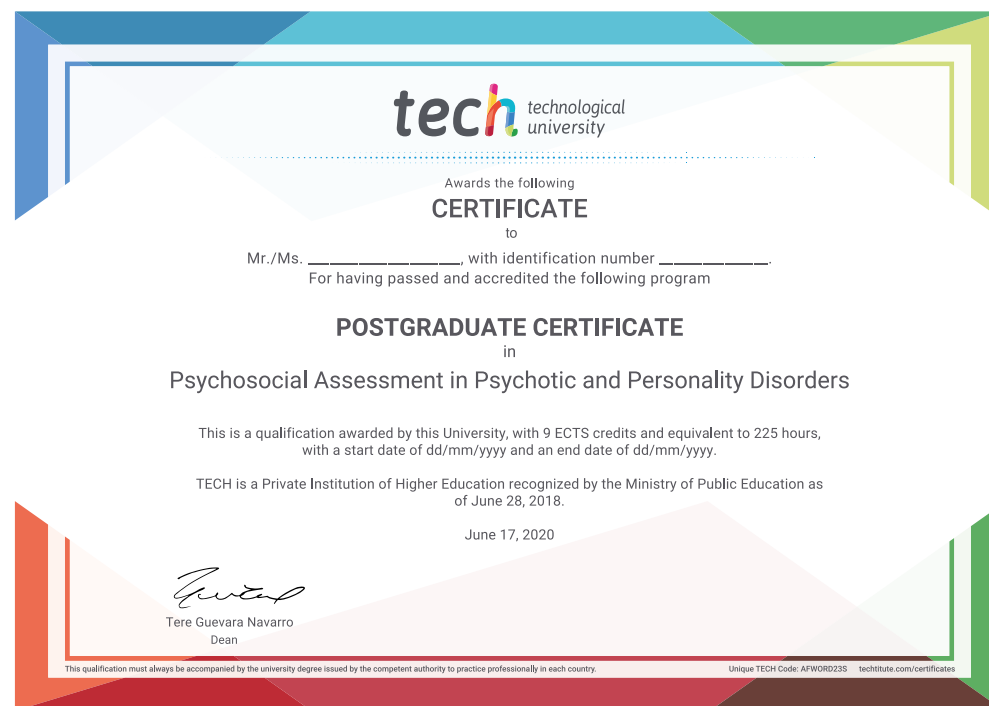 tech technological
university
Awards the following
CERTIFICATE
to
Mr./Ms. ____________________, with identification number ______________.
For having passed and accredited the following program
POSTGRADUATE CERTIFICATE
in
Psychosocial Assessment in Psychotic and Personality Disorders
This is a qualification awarded by this University, with 9 ECTS credits and equivalent to 225 hours,
with a start date of dd/mm/yyyy and an end date of dd/mm/yyyy.
TECH is a Private Institution of Higher Education recognized by the Ministry of Public Education as
of June 28, 2018.
June 17, 2020
Tere Guevara Navarro
Dean
This qualification must always be accompanied by the university degree issued by the competent authority to practice professionally in each country.
Unique TECH Code: AFWORD23S techtitute.com/certificates